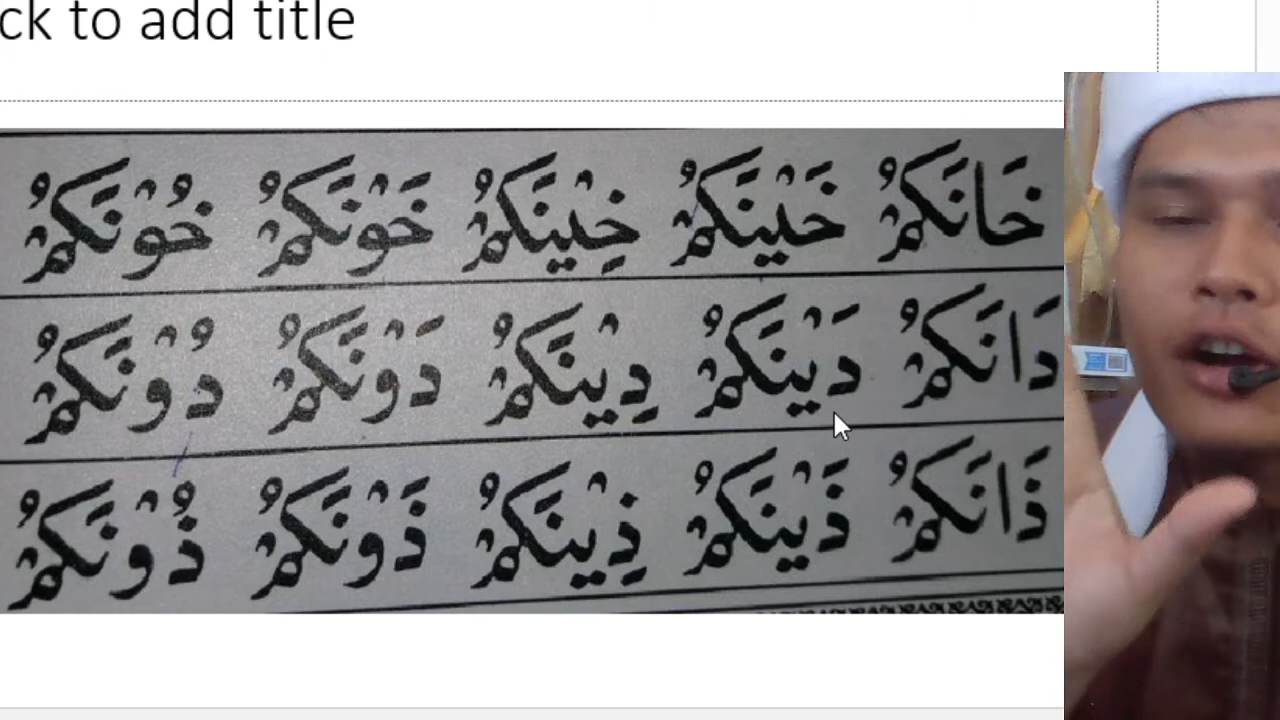 ck to add title
خَانَكُمْ خَيْنَكُمْ خِيْنَكُمْ خَوْنَكُمْ خُوْنَكُمْ
دَانَكُمْ دَيْنَكُمْ دِيْنَكُمْ دَوْنَكُمْ دُوْنَكُمْ
ذَانَكُمْ ذَيْنَكُمْ ذِيْنَكُمْ ذَوْنَكُمْ ذُوْنَكُمْ